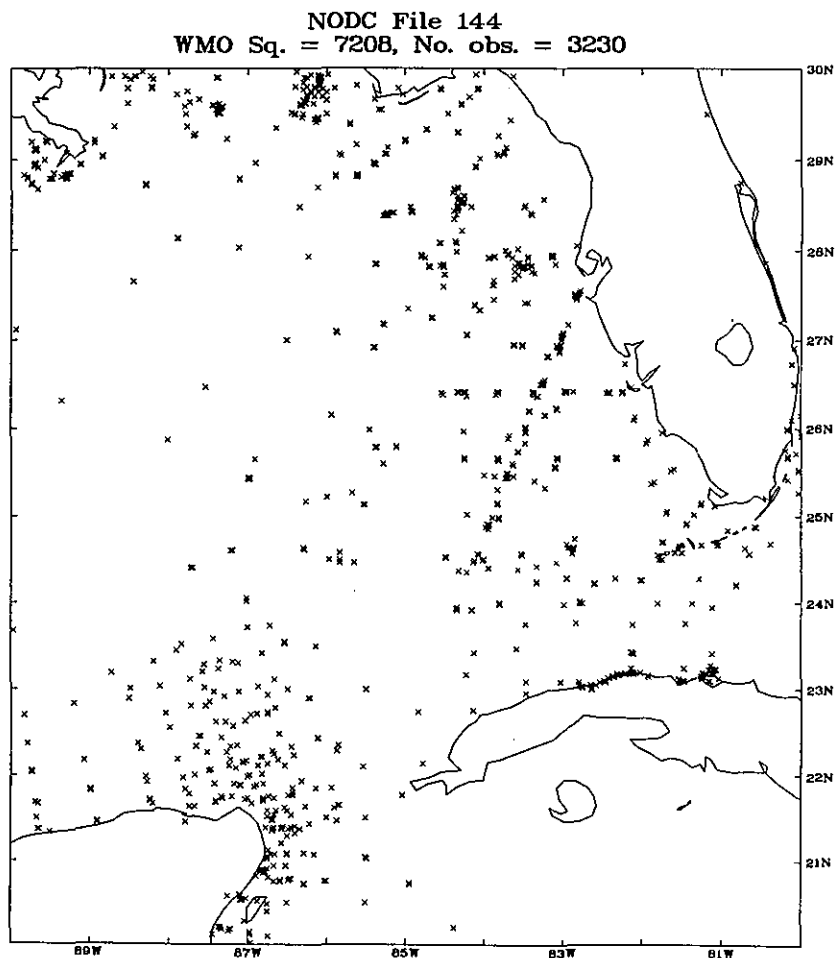 NODC File 144
WMO Sq. = 7208, No. obs. = 3230
30N
29N
28N
27N
26N
25N
24N
23N
22N
21N
89W 87W 85W 83W 81W